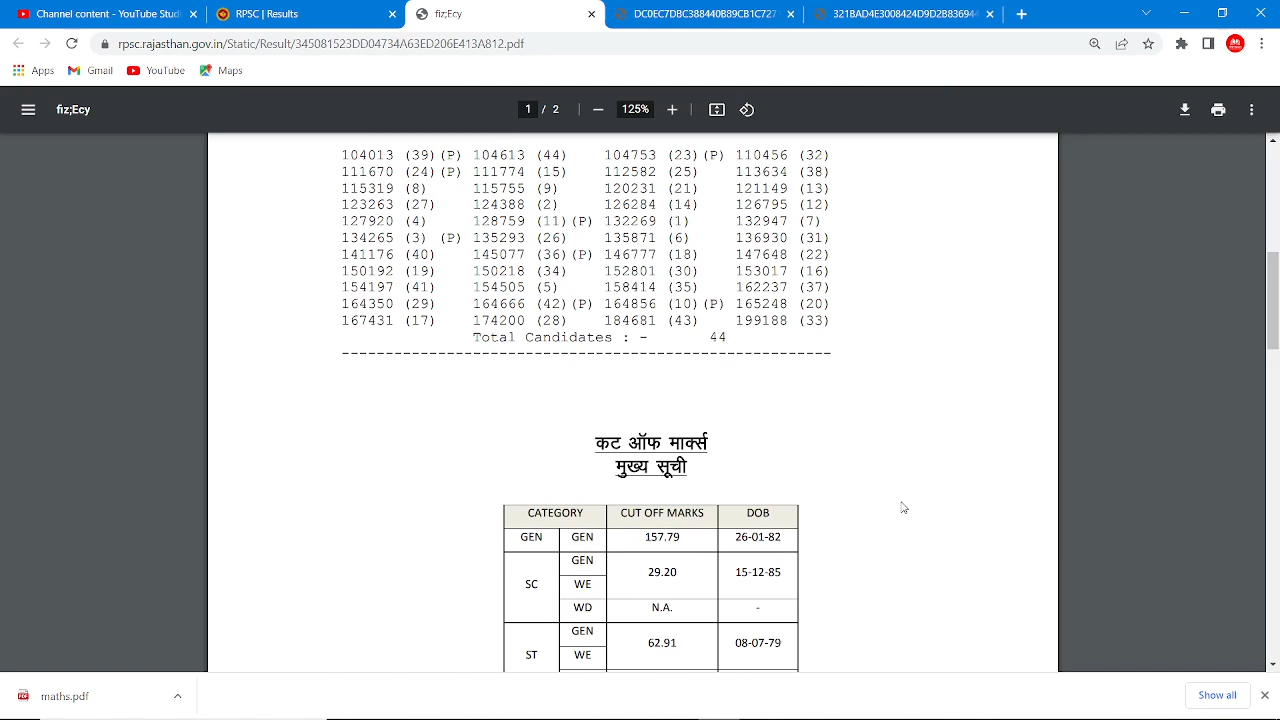 Channel content - YouTube Studi
RPSC | Results
fiz;Ecy
DC0EC7DBC388440B89CB1C727
321BAD4E3008424D9D2B83694
rpsc.rajasthan.gov.in/Static/Result/345081523DD04734A63ED206E413A812.pdf
Apps Gmail YouTube Maps
fiz;Ecy 1 / 2 125%
104013 (39)(P) 104613 (44) 104753 (23)(P) 110456 (32)
111670 (24)(P) 111774 (15) 112582 (25) 113634 (38)
115319 (8) 115755 (9) 120231 (21) 121149 (13)
123263 (27) 124388 (2) 126284 (14) 126795 (12)
127920 (4) 128759 (11)(P) 132269 (1) 132947 (7)
134265 (3) (P) 135293 (26) 135871 (6) 136930 (31)
141176 (40) 145077 (36)(P) 146777 (18) 147648 (22)
150192 (19) 150218 (34) 152801 (30) 153017 (16)
154197 (41) 154505 (5) 158414 (35) 162237 (37)
164350 (29) 164666 (42)(P) 164856 (10)(P) 165248 (20)
167431 (17) 174200 (28) 184681 (43) 199188 (33)
Total Candidates : - 44
कट ऑफ मार्क्स
मुख्य सूची
CATEGORY CUT OFF MARKS DOB
GEN GEN 157.79 26-01-82
SC GEN 29.20 15-12-85
WE
WD N.A. -
ST GEN 62.91 08-07-79
WE
maths.pdf Show all